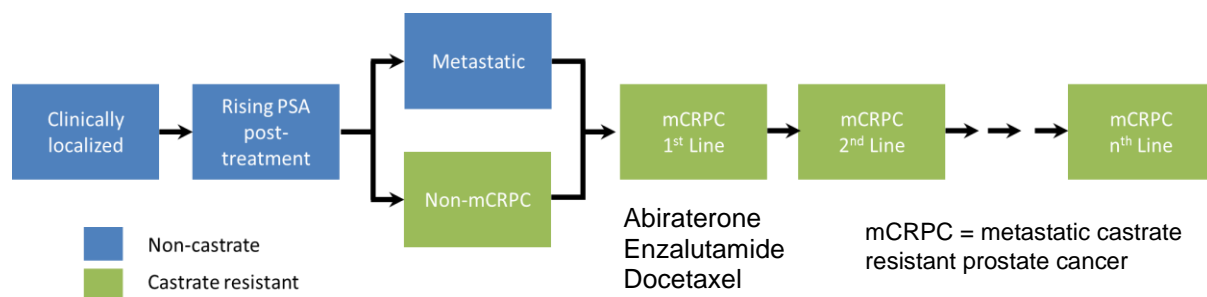 Clinically
localized
Rising PSA
post-
treatment
Metastatic
Non-mCRPC
mCRPC
1st Line
mCRPC
2nd Line
mCRPC
nth Line
Non-castrate
Castrate resistant
Abiraterone
Enzalutamide
Docetaxel
mCRPC = metastatic castrate
resistant prostate cancer